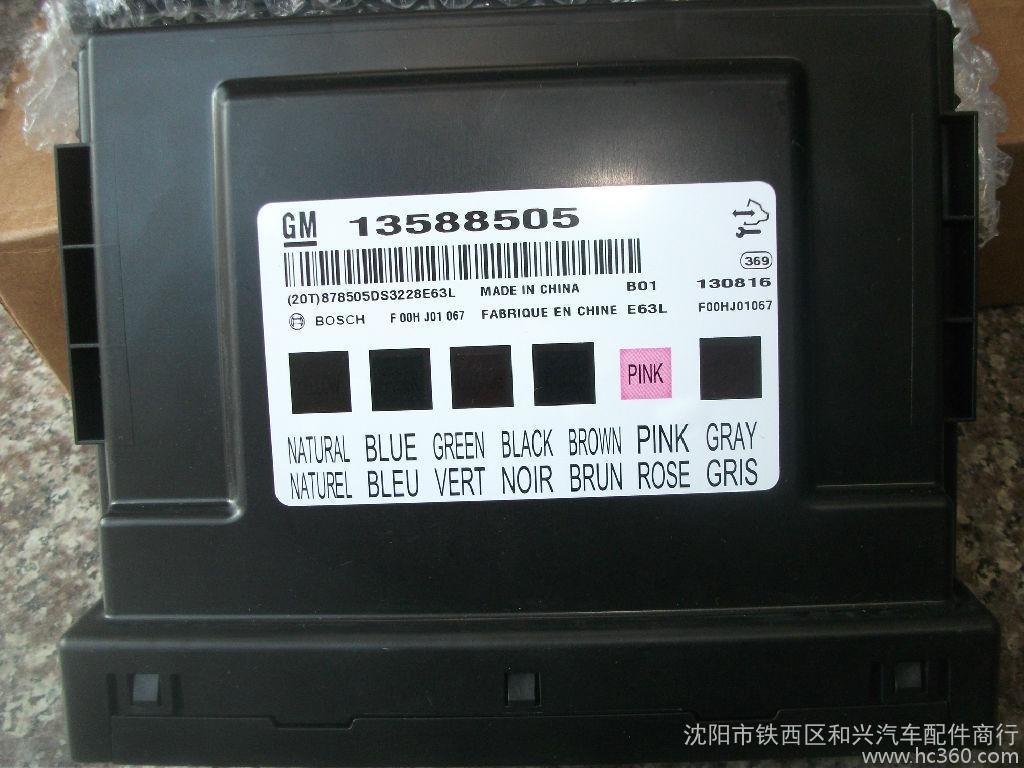 GM 13588505
369
(20T)878505DS3228E63L MADE IN CHINA B01 130816
BOSCH F 00H J01 067 FABRIQUE EN CHINE E63L F00HJ01067
PINK
NATURAL BLUE GREEN BLACK BROWN PINK GRAY
NATUREL BLEU VERT NOIR BRUN ROSE GRIS
沈阳市铁西区和兴汽车配件商行
www.hc360.com